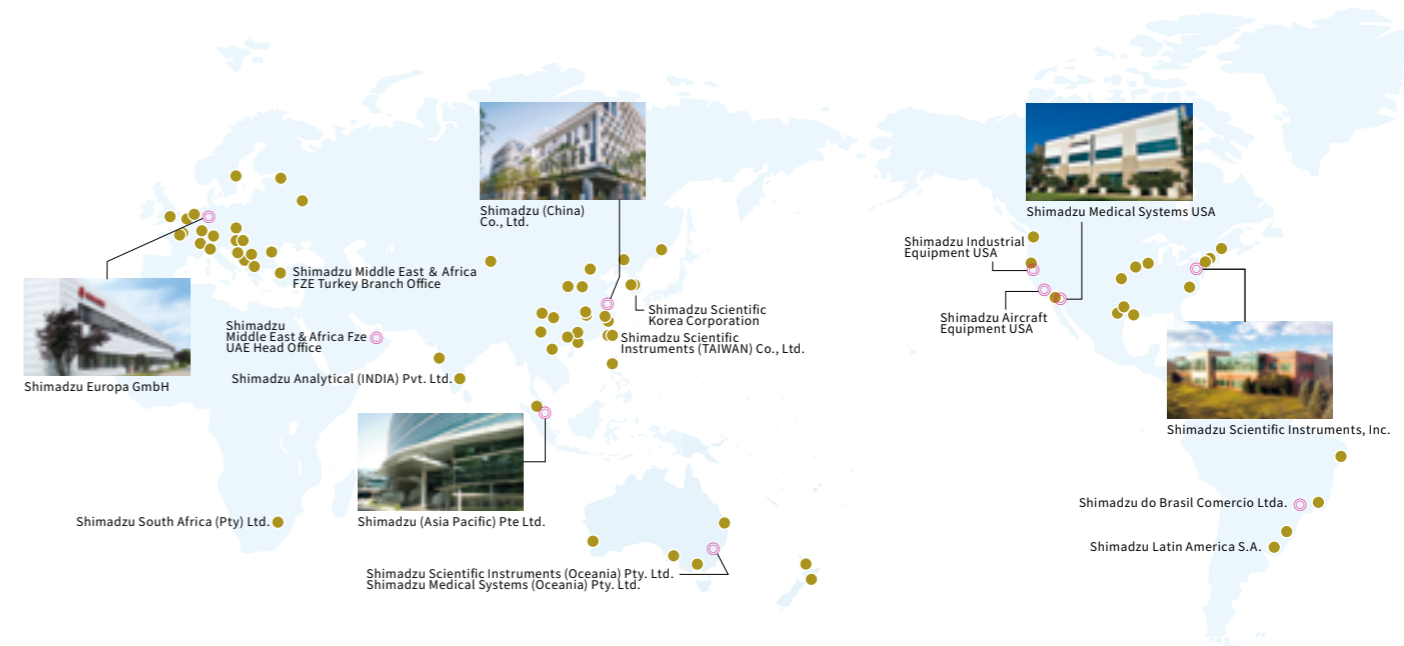 Shimadzu (China)
Co., Ltd.
Shimadzu Medical Systems USA
Shimadzu Industrial
Equipment USA
Shimadzu Middle East & Africa
FZE Turkey Branch Office
Shimadzu Scientific
Korea Corporation
Shimadzu Aircraft
Equipment USA
Shimadzu
Middle East & Africa Fze
UAE Head Office
Shimadzu Scientific
Instruments (TAIWAN) Co., Ltd.
Shimadzu Europa GmbH
Shimadzu Analytical (INDIA) Pvt. Ltd.
Shimadzu Scientific Instruments, Inc.
Shimadzu do Brasil Comercio Ltda.
Shimadzu South Africa (Pty) Ltd.
Shimadzu (Asia Pacific) Pte Ltd.
Shimadzu Latin America S.A.
Shimadzu Scientific Instruments (Oceania) Pty. Ltd.
Shimadzu Medical Systems (Oceania) Pty. Ltd.